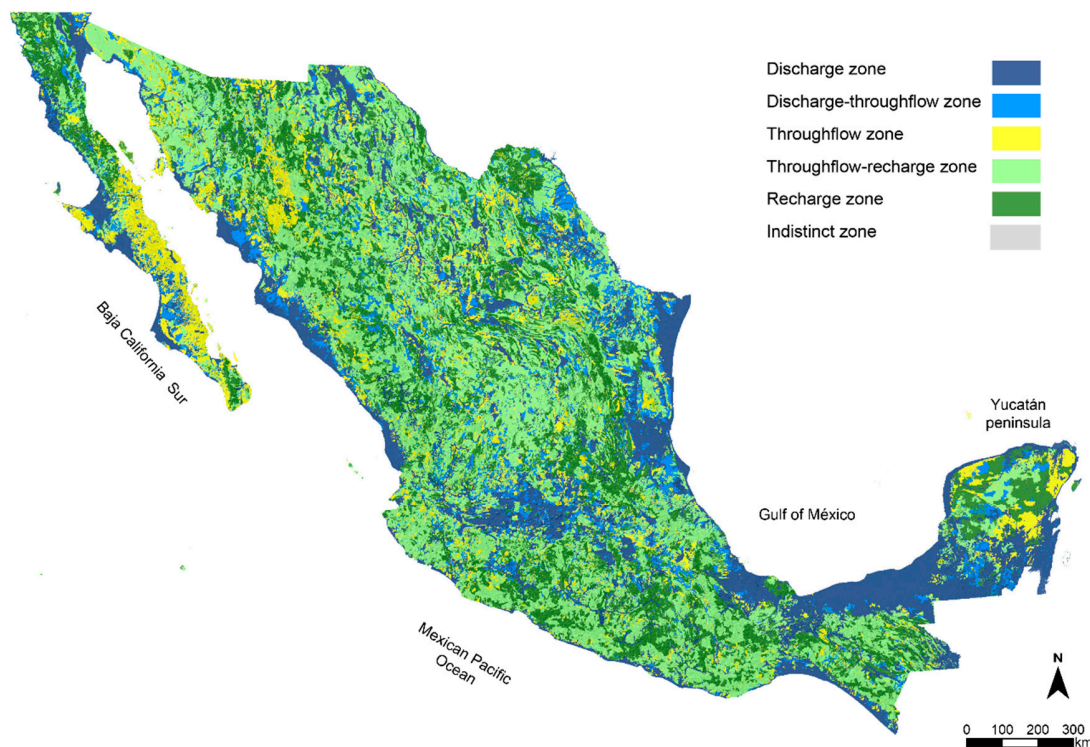 Discharge zone
Discharge-throughflow zone
Throughflow zone
Throughflow-recharge zone
Recharge zone
Indistinct zone
Baja California Sur
Yucatán
peninsula
Gulf of México
Mexican Pacific
Ocean
N
0 100 200 300
km